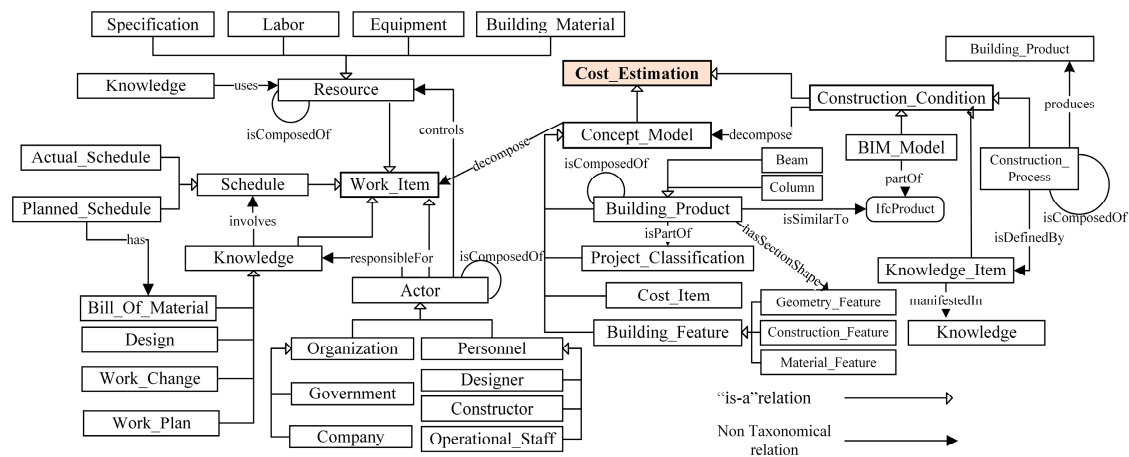 Specification
Labor
Equipment
Building_Material
Building_Product
Knowledge
uses
Resource
Cost_Estimation
Construction_Condition
produces
isComposedOf
controls
Concept_Model
decompose
decompose
BIM_Model
Actual_Schedule
isComposedOf
Beam
Construction_
Process
Schedule
Work_Item
Column
partOf
Planned_Schedule
involves
Building_Product
isSimilarTo
IfcProduct
isComposedOf
has
isPartOf
hasSectionShape
isDefinedBy
Knowledge
responsibleFor
isComposedOf
Project_Classification
Knowledge_Item
Actor
Cost_Item
Geometry_Feature
manifestedIn
Bill_Of_Material
Building_Feature
Construction_Feature
Knowledge
Design
Organization
Personnel
Material_Feature
Work_Change
Government
Designer
"is-a"relation
Constructor
Work_Plan
Company
Operational_Staff
Non Taxonomical
relation